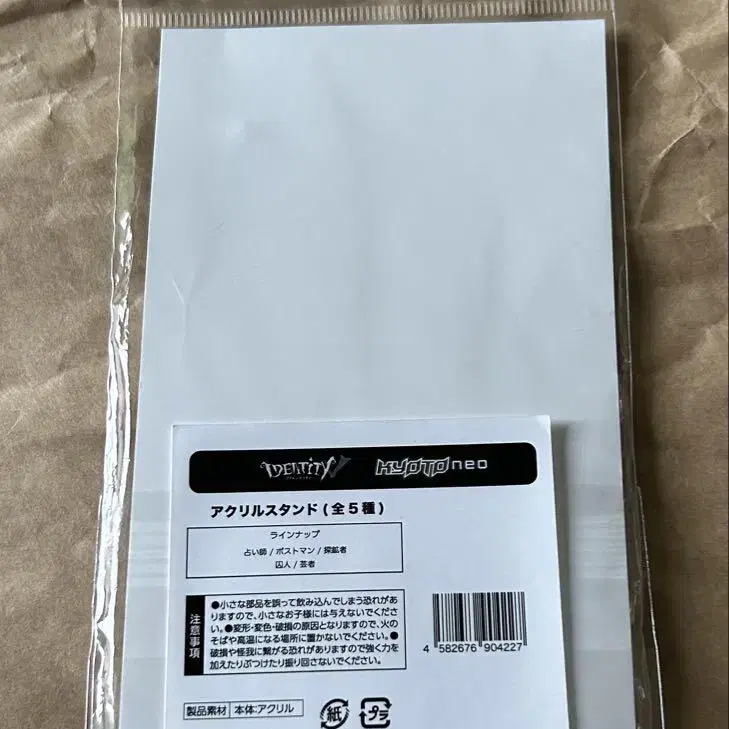 IDENTITY V KYOTO neo
アクリルスタンド (全5種)
ラインナップ
占い師 / ポストマン / 探鉱者
囚人 / 芸者
注意事項
●小さな部品を誤って飲み込んでしまう恐れがあ
りますので、小さなお子様には与えないでくださ
い。●変形・変色・破損の原因となりますので、火の
そばや高温になる場所に置かないでください。●
破損や怪我に繋がる恐れがありますので強く力を
加えたりぶつけたり振り回さないでください。
4 582676 904227
製品素材 本体:アクリル
紙 プラ